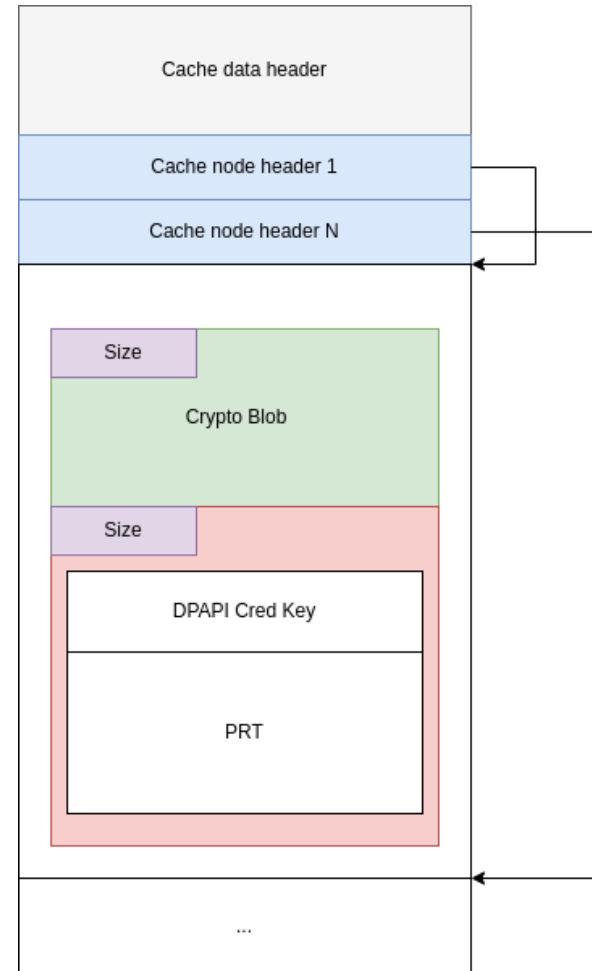 Cache data header
Cache node header 1
Cache node header N
Size
Crypto Blob
Size
DPAPI Cred Key
PRT
...